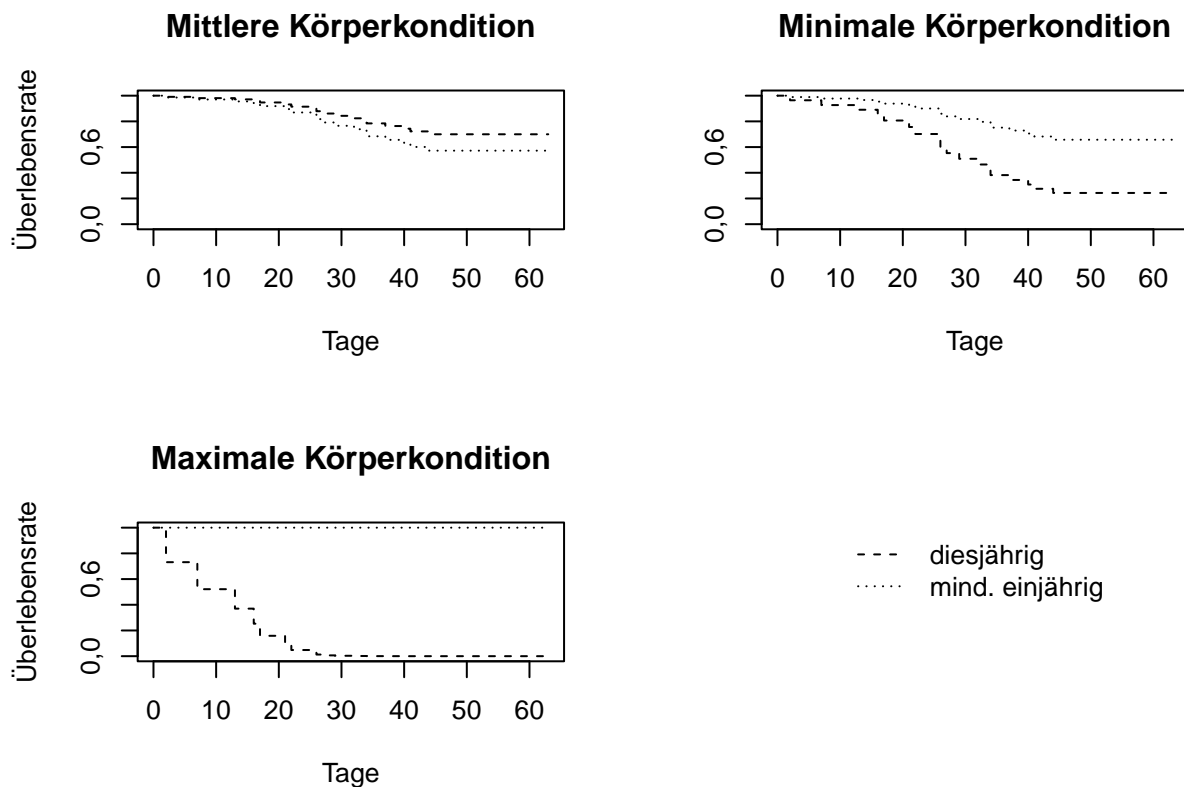 Mittlere Körperkondition
Überlebensrate
0,6
0,0
0 10 20 30 40 50 60
Tage
Minimale Körperkondition
0,6
0,0
0 10 20 30 40 50 60
Tage
Maximale Körperkondition
Überlebensrate
0,6
0,0
0 10 20 30 40 50 60
Tage
diesjährig
mind. einjährig